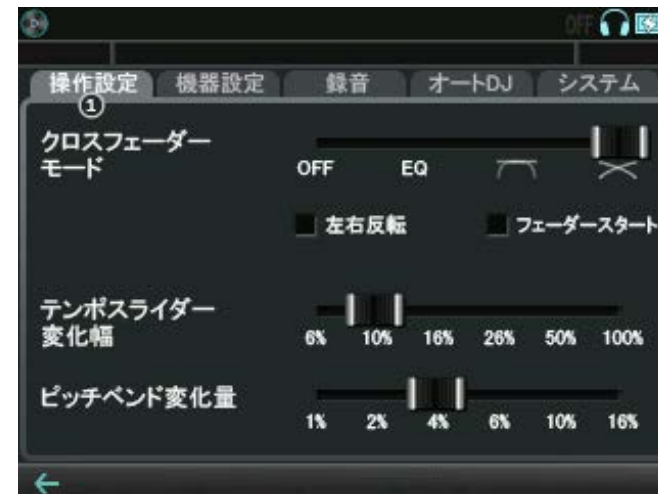 OFF
操作設定 機器設定 録音 オートDJ システム
①
クロスフェーダー
モード
OFF EQ
左右反転 フェーダースタート
テンポスライダー
変化幅
6% 10% 16% 26% 50% 100%
ピッチベンド変化量
1% 2% 4% 6% 10% 16%